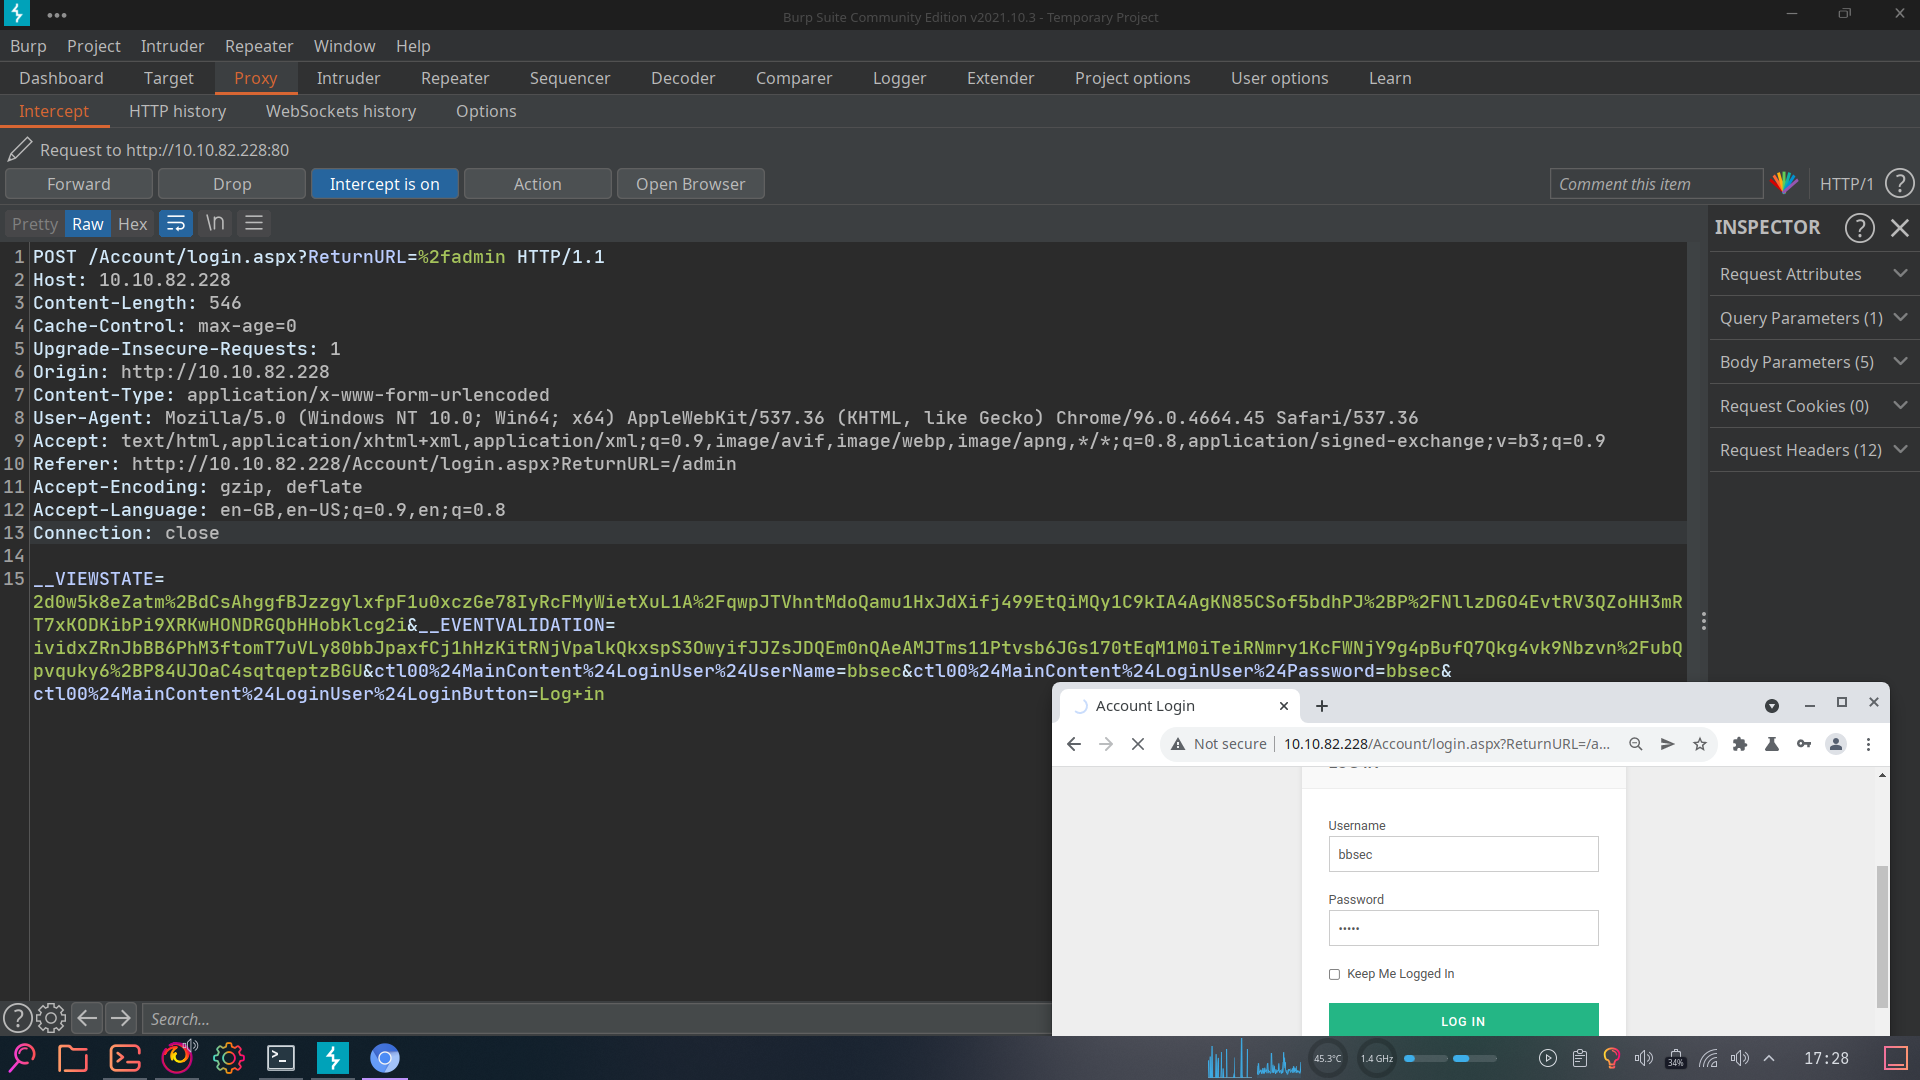 Burp Suite Community Edition v2021.10.3 - Temporary Project
Burp Project Intruder Repeater Window Help
Dashboard Target Proxy Intruder Repeater Sequencer Decoder Comparer Logger Extender Project options User options Learn
Intercept HTTP history WebSockets history Options
Request to http://10.10.82.228:80
Forward Drop Intercept is on Action Open Browser Comment this item HTTP/1 ?
Pretty Raw Hex \n
INSPECTOR ?
Request Attributes
Query Parameters (1)
Body Parameters (5)
Request Cookies (0)
Request Headers (12)
1 POST /Account/login.aspx?ReturnURL=%2fadmin HTTP/1.1
2 Host: 10.10.82.228
3 Content-Length: 546
4 Cache-Control: max-age=0
5 Upgrade-Insecure-Requests: 1
6 Origin: http://10.10.82.228
7 Content-Type: application/x-www-form-urlencoded
8 User-Agent: Mozilla/5.0 (Windows NT 10.0; Win64; x64) AppleWebKit/537.36 (KHTML, like Gecko) Chrome/96.0.4664.45 Safari/537.36
9 Accept: text/html,application/xhtml+xml,application/xml;q=0.9,image/avif,image/webp,image/apng,*/*;q=0.8,application/signed-exchange;v=b3;q=0.9
10 Referer: http://10.10.82.228/Account/login.aspx?ReturnURL=/admin
11 Accept-Encoding: gzip, deflate
12 Accept-Language: en-GB,en-US;q=0.9,en;q=0.8
13 Connection: close
14
15 __VIEWSTATE=
2d0w5k8eZatm%2BdCsAhggfBJzzgylxfpF1u0xczGe78IyRcFMyWietXuL1A%2FqwpJTVhntMdoQamu1HxJdXifj499EtQiMQy1C9kIA4AgKN85CSof5bdhPJ%2BP%2FNllzDGO4EvtRV3QZoHH3mR
T7xKODKibPi9XRKwHONDRGQbHHobklcg2i&__EVENTVALIDATION=
ividxZRnJbBB6PhM3ftomT7uVLy80bbJpaxfCj1hHzKitRNjVpalkQkxspS3OwyifJJZsJDQEm0nQAeAMJTms11Ptvsb6JGs170tEqM1M0iTeiRNmry1KcFWNjY9g4pBufQ7Qkg4vk9Nbzvn%2FubQ
pvquky6%2BP84UJOaC4sqtqeptzBGU&ctl00%24MainContent%24LoginUser%24UserName=bbsec&ctl00%24MainContent%24LoginUser%24Password=bbsec&
ctl00%24MainContent%24LoginUser%24LoginButton=Log+in
Account Login
Not secure 10.10.82.228/Account/login.aspx?ReturnURL=/a...
Username
bbsec
Password
Keep Me Logged In
LOG IN
? Search...
45.3°C 1.4 GHz 34% 17:28